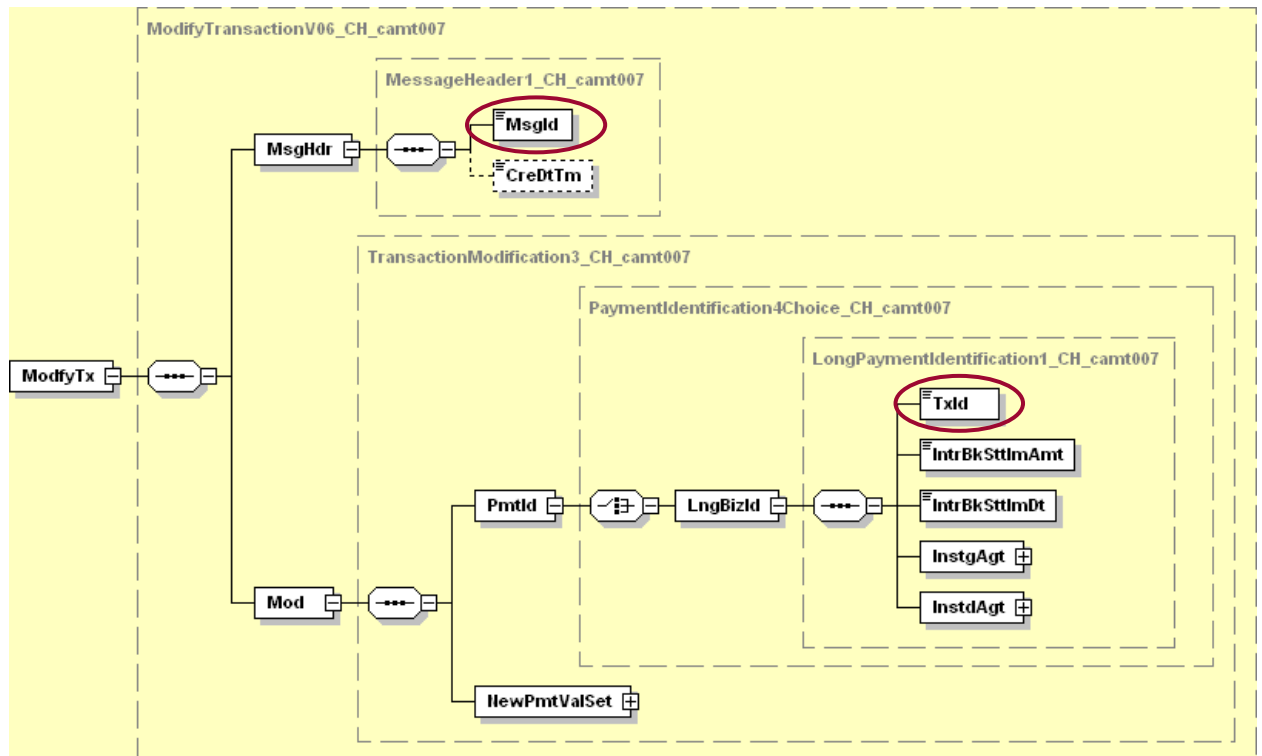 ModifyTransactionV06_CH_camt007
MessageHeader1_CH_camt007
MsgId
MsgHdr
CreDtTm
TransactionModification3_CH_camt007
PaymentIdentification4Choice_CH_camt007
LongPaymentIdentification1_CH_camt007
ModfyTx
TxId
IntrBkSttlmAmt
PmtId
LngBizId
IntrBkSttlmDt
InstgAgt
Mod
InstdAgt
NewPmtValSet